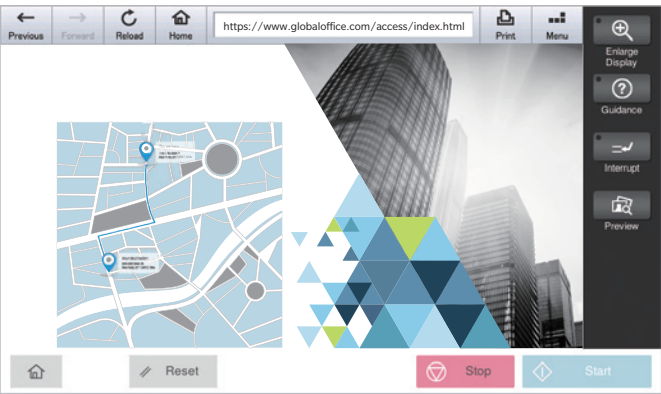 Previous
Forward
Reload
Home
https://www.globaloffice.com/access/index.html
Print
Menu
Enlarge
Display
Guidance
Interrupt
Preview
Reset
Stop
Start